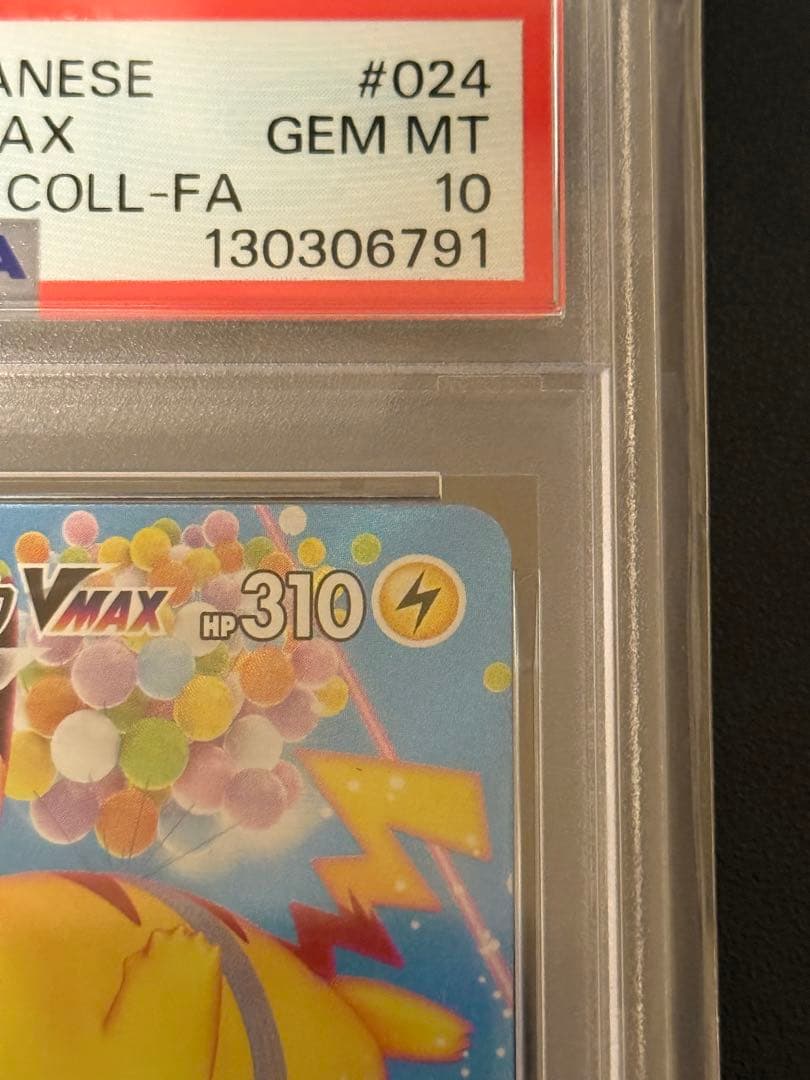 ANESE #024
AX GEM MT
COLL-FA 10
A 130306791
VMAX HP310